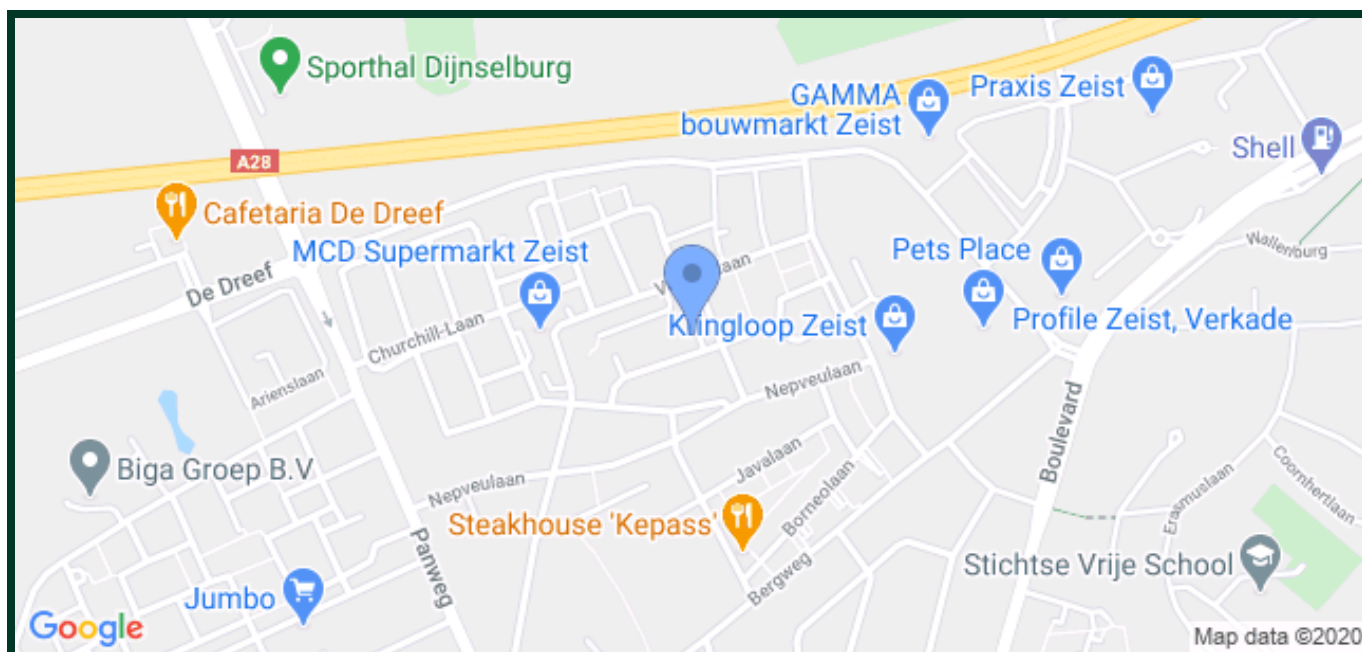 Sporthal Dijnselburg
GAMMA
bouwmarkt Zeist
Praxis Zeist
Shell
A28
Cafetaria De Dreef
MCD Supermarkt Zeist
Pets Place
Wallenburg
De Dreef
Churchill-Laan
Kringloop Zeist
Profile Zeist, Verkade
Arienslaan
Nepveulaan
Boulevard
Biga Groep B.V
Nepveulaan
Javalaan
Borneolaan
Erasmuslaan
Coornhertlaan
Steakhouse 'Kepass'
Panweg
Bergweg
Stichtse Vrije School
Jumbo
Google
Map data ©2020